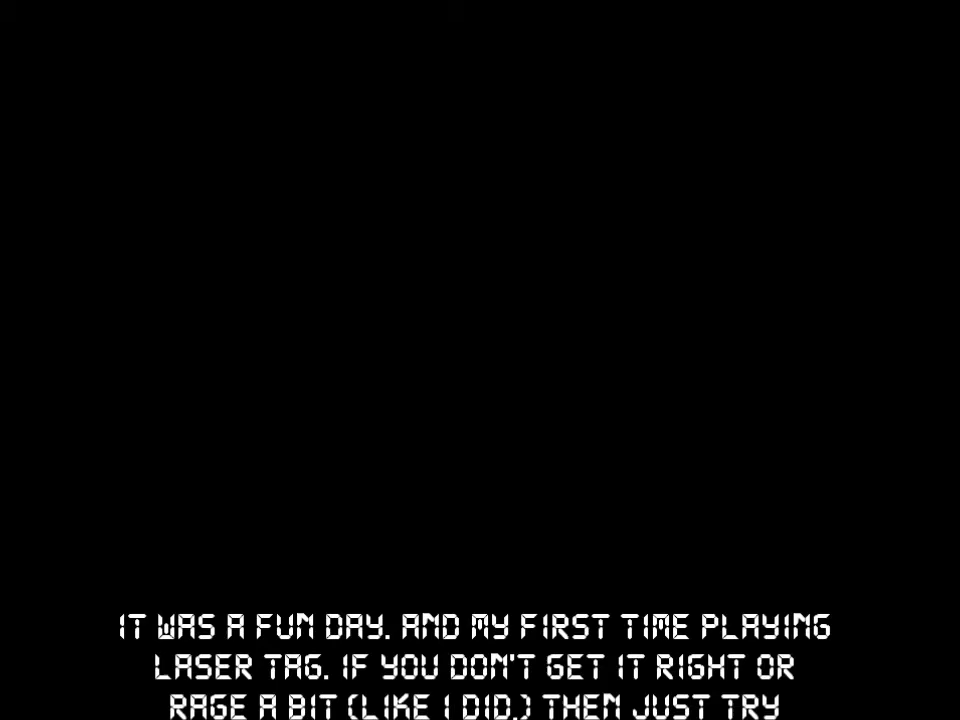 IT WAS A FUN DAY. AND MY FIRST TIME PLAYING
LASER TAG. IF YOU DON'T GET IT RIGHT OR
RAGE A BIT (LIKE I DID.) THEN JUST TRY